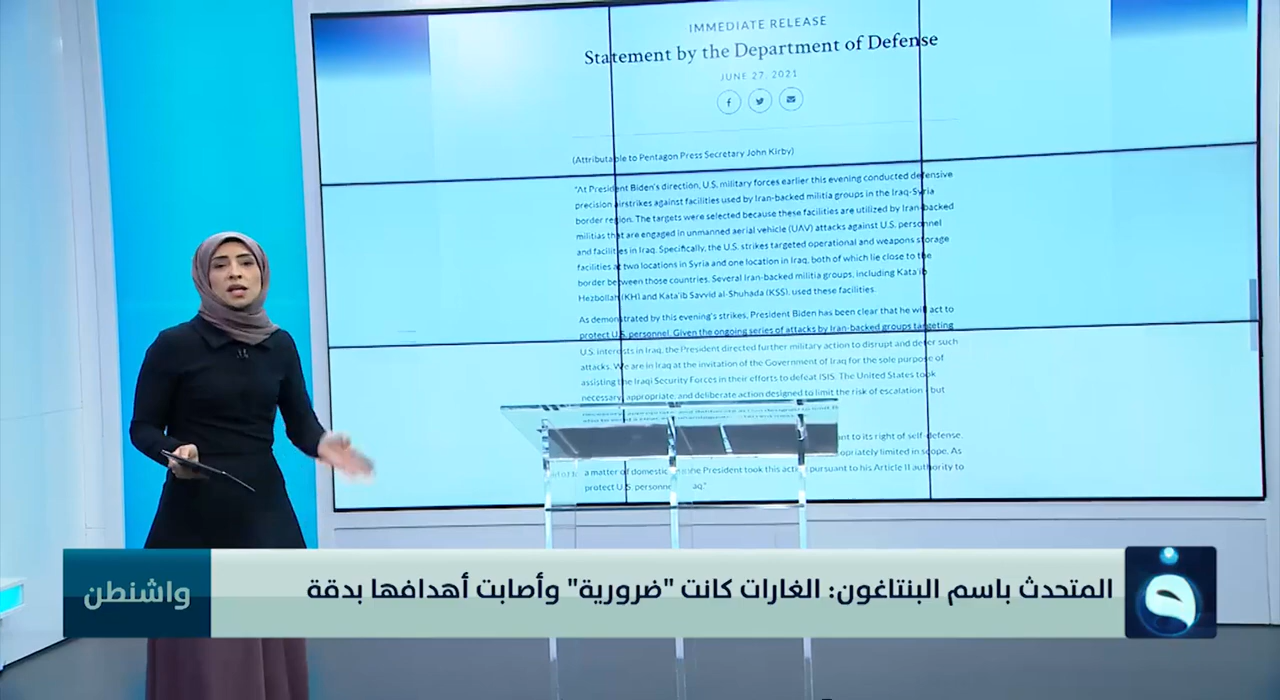 IMMEDIATE RELEASE
Statement by the Department of Defense
JUNE 27, 2021
(Attributable to Pentagon Press Secretary John Kirby)
"At President Biden's direction, U.S. military forces earlier this evening conducted defensive
precision airstrikes against facilities used by Iran-backed militia groups in the Iraq-Syria
border region. The targets were selected because these facilities are utilized by Iran-backed
militias that are engaged in unmanned aerial vehicle (UAV) attacks against U.S. personnel
and facilities in Iraq. Specifically, the U.S. strikes targeted operational and weapons storage
facilities at two locations in Syria and one location in Iraq, both of which lie close to the
border between those countries. Several Iran-backed militia groups, including Kata'ib
Hezbollah (KH) and Kata'ib Sayyid al-Shuhada (KSS), used these facilities.
As demonstrated by this evening's strikes, President Biden has been clear that he will act to
protect U.S. personnel. Given the ongoing series of attacks by Iran-backed groups targeting
U.S. interests in Iraq, the President directed further military action to disrupt and deter such
attacks. We are in Iraq at the invitation of the Government of Iraq for the sole purpose of
assisting the Iraqi Security Forces in their efforts to defeat ISIS. The United States took
necessary, appropriate, and deliberate action designed to limit the risk of escalation - but
to its right of self-defense.
limited in scope. As
a matter of domestic the President took this action pursuant to his Article II authority to
protect U.S.
المتحدث باسم البنتاغون: الغارات كانت "ضرورية" وأصابت أهدافها بدقة
واشنطن